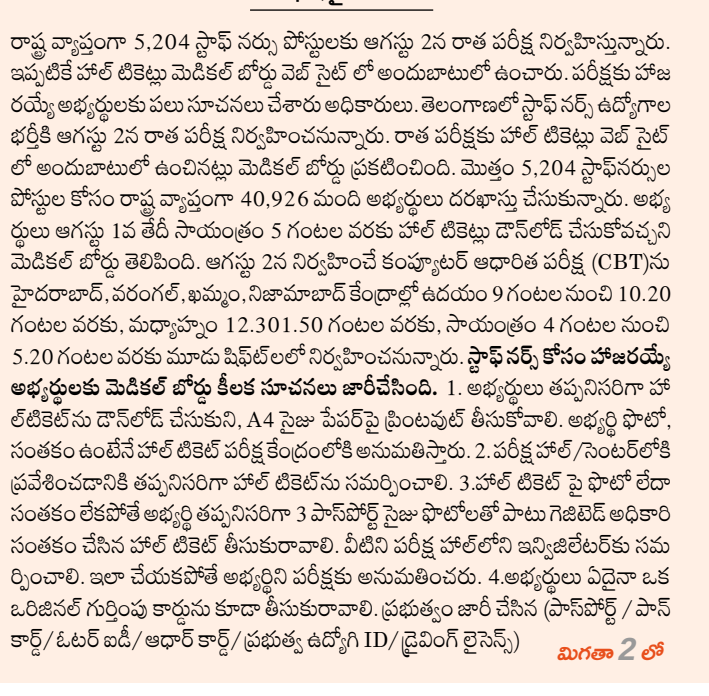 రాష్ట్ర వ్యాప్తంగా 5,204 స్టాఫ్ నర్సు పోస్టులకు ఆగస్టు 2న రాత పరీక్ష నిర్వహిస్తున్నారు.
ఇప్పటికే హాల్ టికెట్లు మెడికల్ బోర్డు వెబ్ సైట్ లో అందుబాటులో ఉంచారు. పరీక్షకు హాజ
రయ్యే అభ్యర్థులకు పలు సూచనలు చేశారు అధికారులు. తెలంగాణలో స్టాఫ్ నర్స్ ఉద్యోగాల
భర్తీకి ఆగస్టు 2న రాత పరీక్ష నిర్వహించనున్నారు. రాత పరీక్షకు హాల్ టికెట్లు వెబ్ సైట్
లో అందుబాటులో ఉంచినట్లు మెడికల్ బోర్డు ప్రకటించింది. మొత్తం 5,204 స్టాఫ్‌నర్సుల
పోస్టుల కోసం రాష్ట్ర వ్యాప్తంగా 40,926 మంది అభ్యర్థులు దరఖాస్తు చేసుకున్నారు. అభ్య
ర్థులు ఆగస్టు 1వ తేదీ సాయంత్రం 5 గంటల వరకు హాల్ టికెట్లు డౌన్‌లోడ్ చేసుకోవచ్చని
మెడికల్ బోర్డు తెలిపింది. ఆగస్టు 2న నిర్వహించే కంప్యూటర్ ఆధారిత పరీక్ష (CBT)ను
హైదరాబాద్, వరంగల్, ఖమ్మం,నిజామాబాద్ కేంద్రాల్లో ఉదయం 9 గంటల నుంచి 10.20
గంటల వరకు, మధ్యాహ్నం 12.301.50 గంటల వరకు, సాయంత్రం 4 గంటల నుంచి
5.20 గంటల వరకు మూడు షిఫ్ట్‌లలో నిర్వహించనున్నారు. స్టాఫ్ నర్స్ కోసం హాజరయ్యే
అభ్యర్థులకు మెడికల్ బోర్డు కీలక సూచనలు జారీచేసింది. 1. అభ్యర్థులు తప్పనిసరిగా హా
ల్‌టికెట్‌ను డౌన్‌లోడ్ చేసుకుని, A4 సైజు పేపర్‌పై ప్రింటవుట్ తీసుకోవాలి. అభ్యర్థి ఫొటో,
సంతకం ఉంటేనే హాల్ టికెట్ పరీక్ష కేంద్రంలోకి అనుమతిస్తారు. 2.పరీక్ష హాల్/సెంటర్‌లోకి
ప్రవేశించడానికి తప్పనిసరిగా హాల్ టికెట్‌ను సమర్పించాలి. 3.హాల్ టికెట్ పై ఫొటో లేదా
సంతకం లేకపోతే అభ్యర్థి తప్పనిసరిగా 3 పాస్‌పోర్ట్ సైజు ఫొటోలతో పాటు గెజిటెడ్ అధికారి
సంతకం చేసిన హాల్ టికెట్ తీసుకురావాలి. వీటిని పరీక్ష హాల్‌లోని ఇన్విజిలేటర్‌కు సమ
ర్పించాలి. ఇలా చేయకపోతే అభ్యర్థిని పరీక్షకు అనుమతించరు. 4.అభ్యర్థులు ఏదైనా ఒక
ఒరిజినల్ గుర్తింపు కార్డును కూడా తీసుకురావాలి. ప్రభుత్వం జారీ చేసిన (పాస్‌పోర్ట్ / పాన్
కార్డ్/ఓటర్ ఐడీ/ఆధార్ కార్డ్/ప్రభుత్వ ఉద్యోగి ID/డ్రైవింగ్ లైసెన్స్)
మిగతా 2 లో